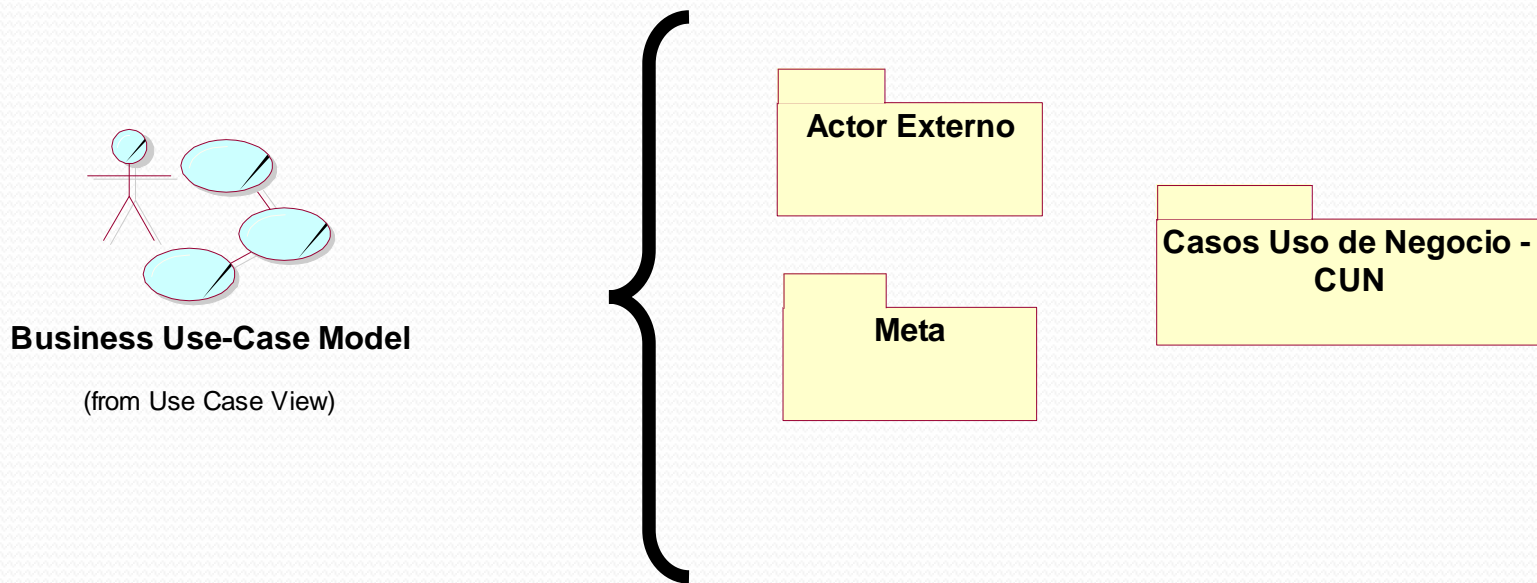 Business Use-Case Model
(from Use Case View)
Actor Externo
Meta
Casos Uso de Negocio -
CUN